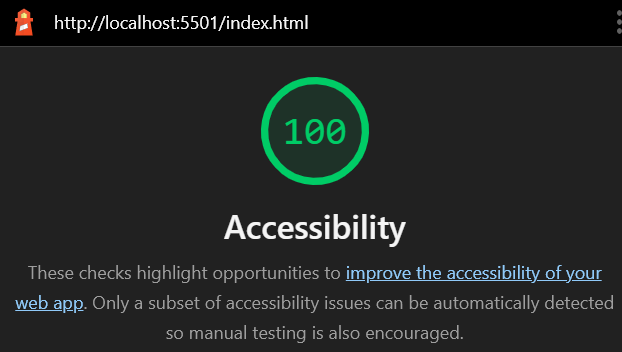 http://localhost:5501/index.html
100
Accessibility
These checks highlight opportunities to improve the accessibility of your
web app. Only a subset of accessibility issues can be automatically detected
so manual testing is also encouraged.